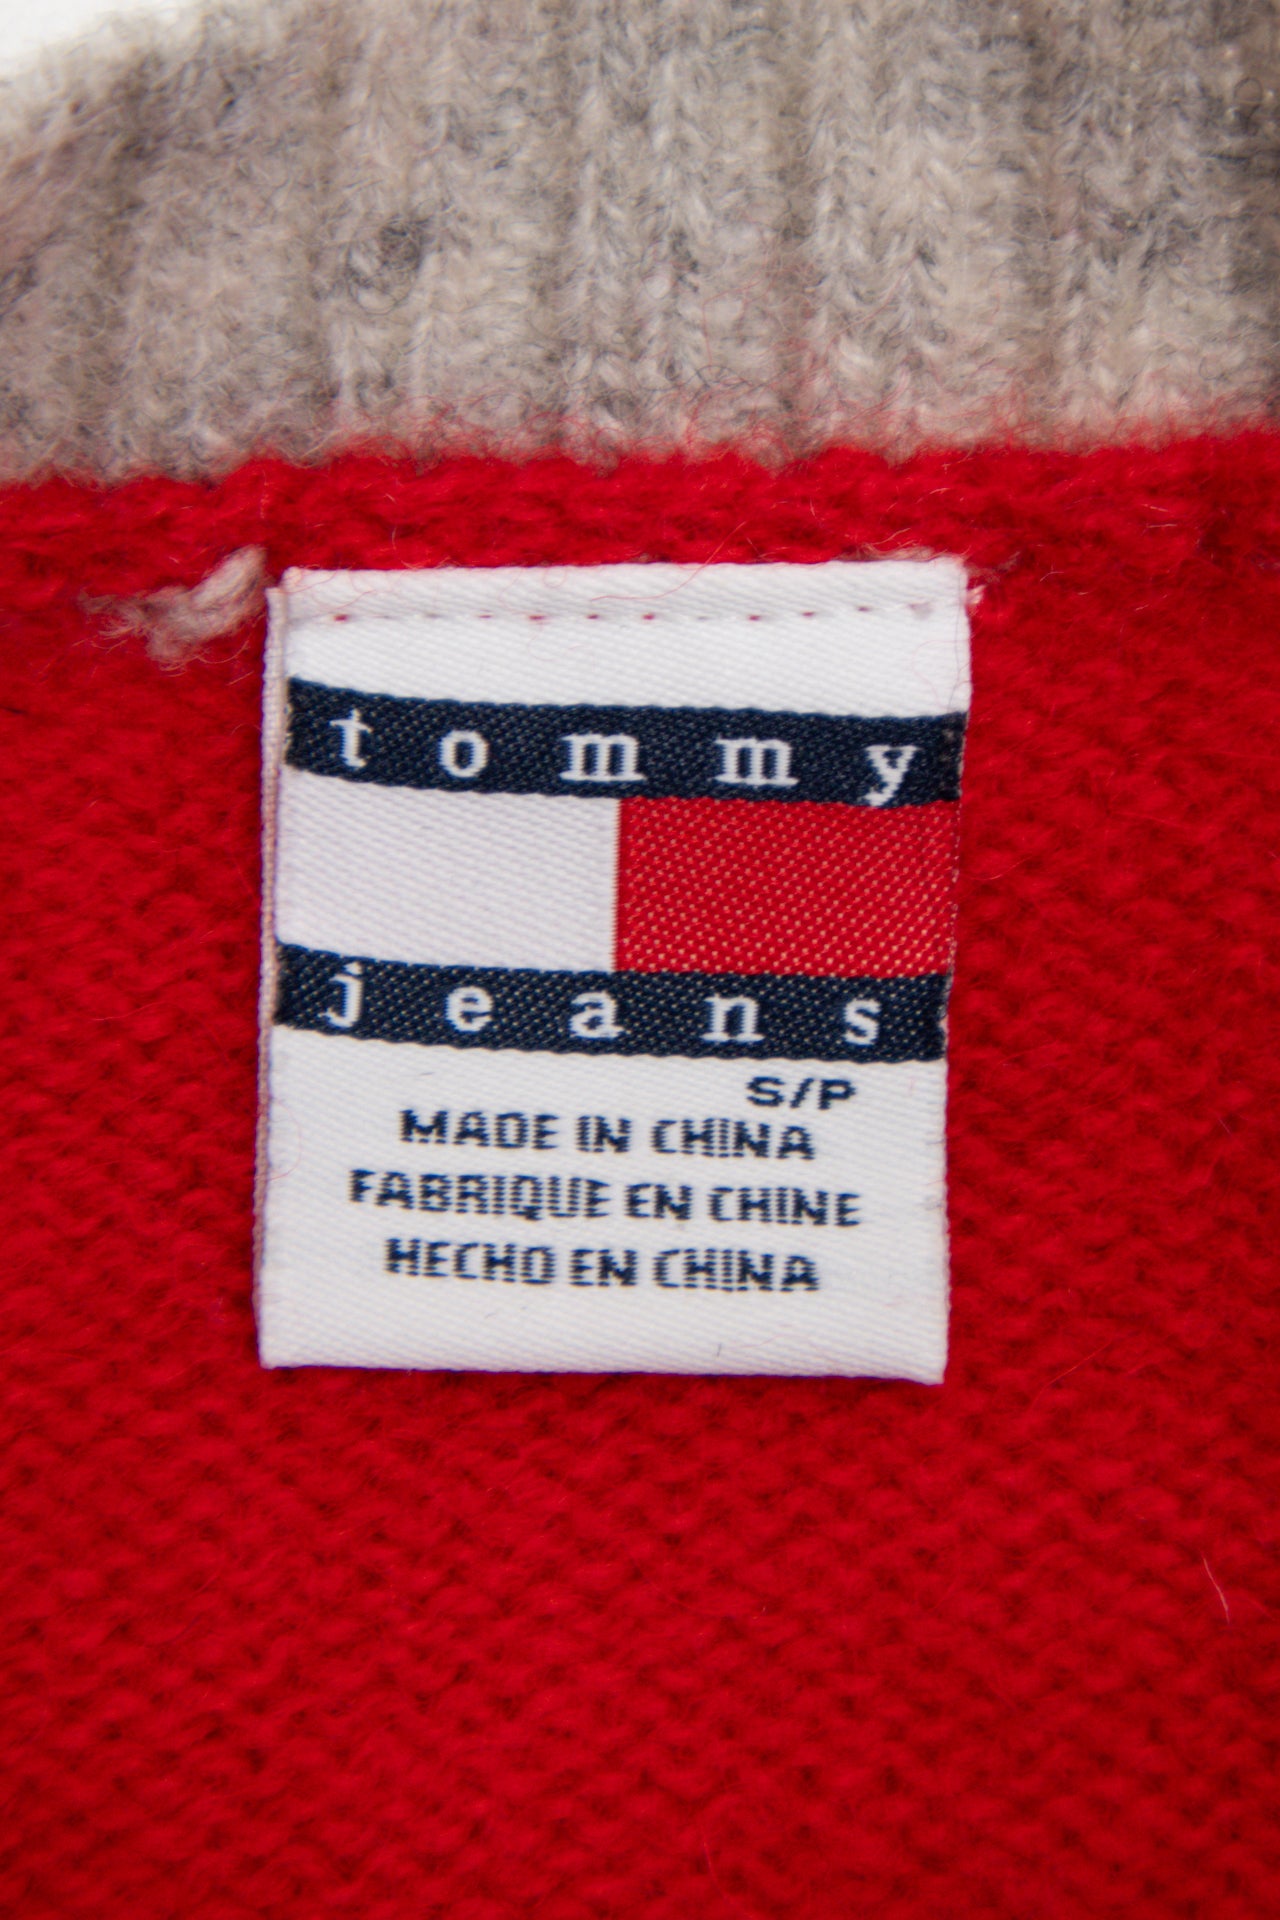 tommy
jeans
S/P
MADE IN CHINA
FABRIQUE EN CHINE
HECHO EN CHINA